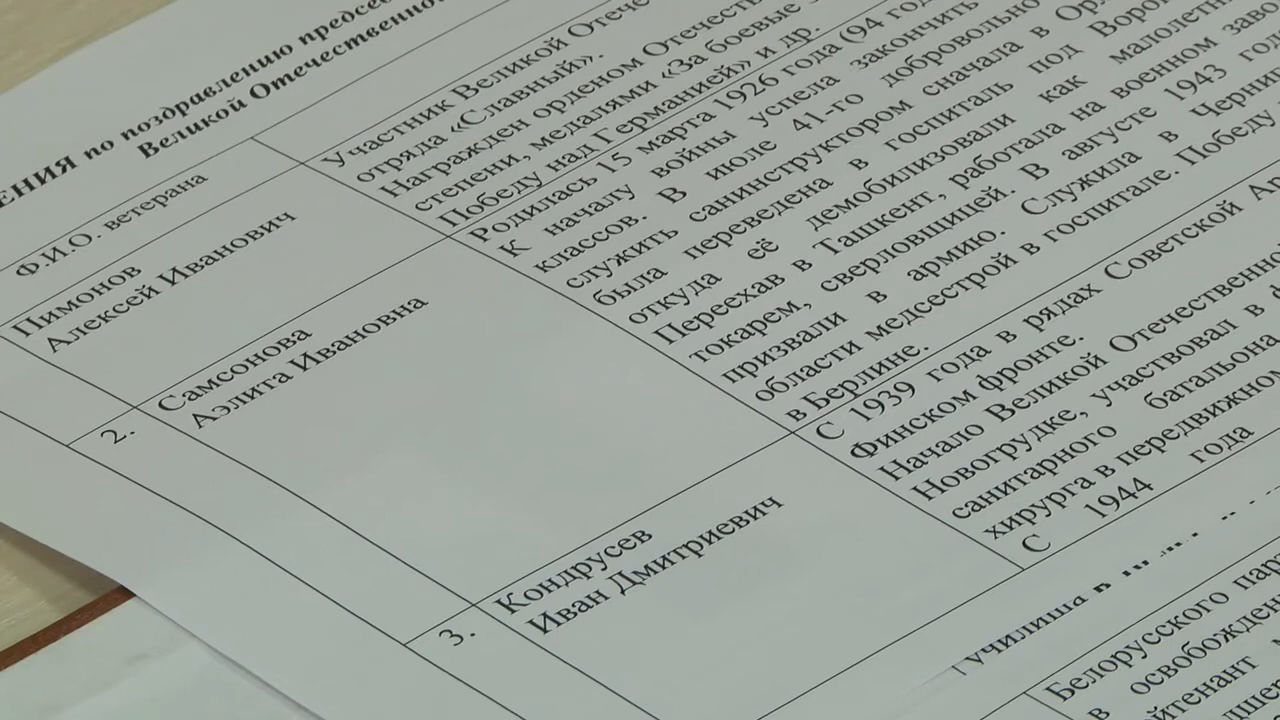 ЕНИЯ по поздравлению
Великой Отечественно
Ф.И.О. ветерана
Пимонов
Алексей Иванович
Участник Великой Отече
отряда «Славный».
Награжден орденом Отечеств
степени, медалями «За боевые
Победу над Германией» и др.
2.
Самсонова
Аэлита Ивановна
Родилась 15 марта 1926 года (94 год
К началу войны успела закончить
классов. В июле 41-го добровольно
служить санинструктором сначала в Ор
была переведена в госпиталь под Ворон
откуда её демобилизовали как малолетн
Переехав в Ташкент, работала на военном заво
токарем, сверловщицей. В августе 1943 год
призвали в армию. Служила в Черни
области медсестрой в госпитале. Победу
в Берлине.
3.
Кондрусев
Иван Дмитриевич
С 1939 года в рядах Советской Ар
Финском фронте.
Начало Великой Отечественно
Новогрудке, участвовал в
санитарного батальона
хирурга в передвижном
С 1944 года
училища в
Белорусского пар
в освобожден
йтенант